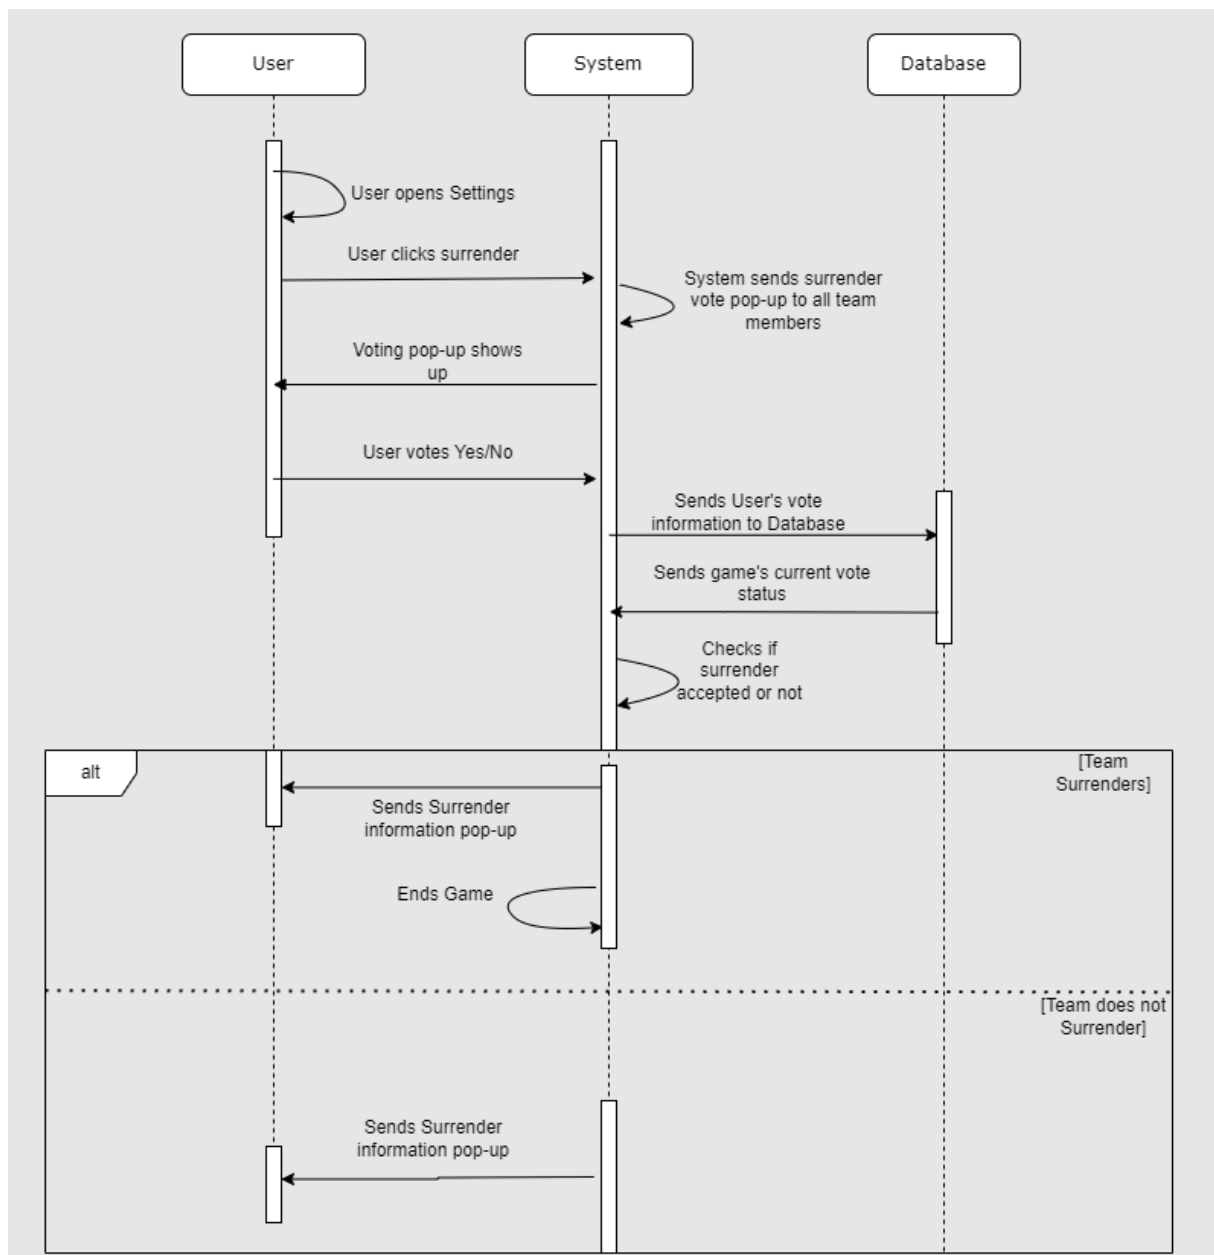 User
System
Database
User opens Settings
User clicks surrender
System sends surrender
vote pop-up to all team
members
Voting pop-up shows
up
User votes Yes/No
Sends User's vote
information to Database
Sends game's current vote
status
Checks if
surrender
accepted or not
alt
[Team
Surrenders]
Sends Surrender
information pop-up
Ends Game
[Team does not
Surrender]
Sends Surrender
information pop-up